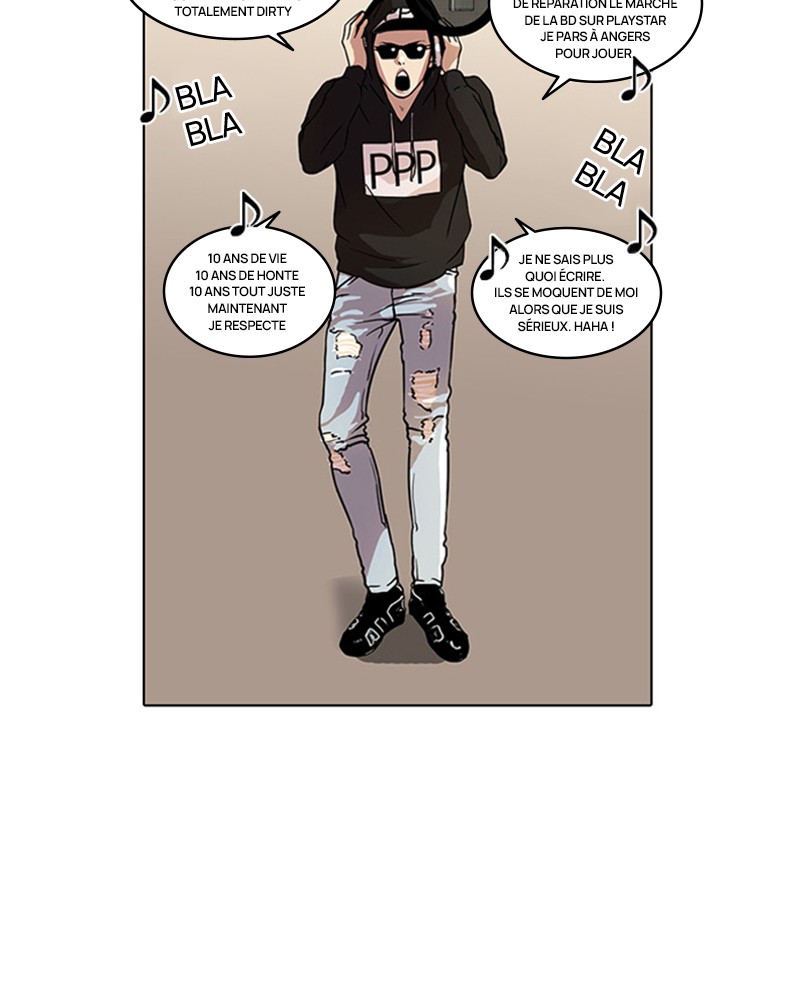 TOTALEMENT DIRTY
DE RÉPARATION LE MARCHÉ
DE LA BD SUR PLAYSTAR
JE PARS À ANGERS
POUR JOUER
BLA
BLA
PPP
BLA
BLA
10 ANS DE VIE
10 ANS DE HONTE
10 ANS TOUT JUSTE
MAINTENANT
JE RESPECTE
JE NE SAIS PLUS
QUOI ÉCRIRE.
ILS SE MOQUENT DE MOI
ALORS QUE JE SUIS
SÉRIEUX. HAHA !